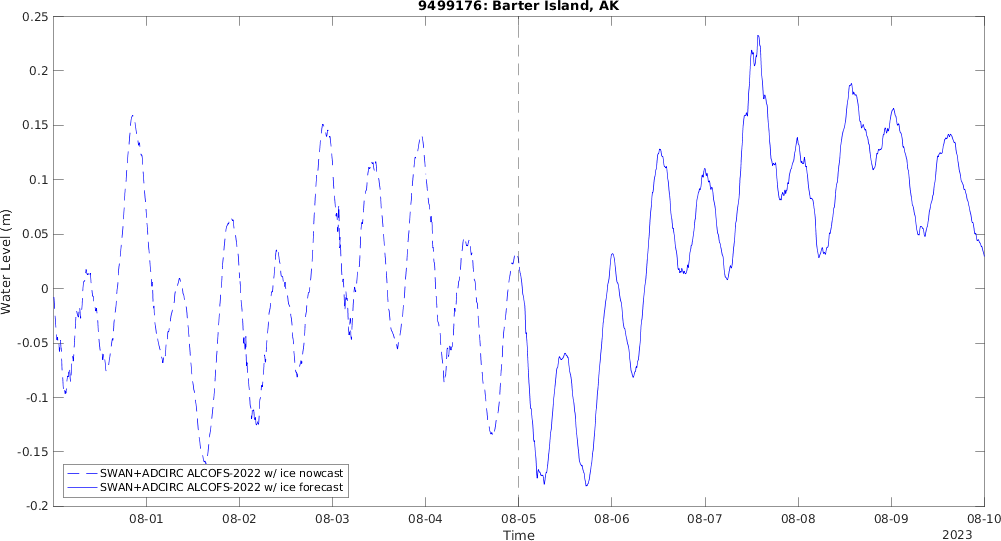 9499176: Barter Island, AK
0.25
0.2
0.15
0.1
0.05
0
-0.05
-0.1
-0.15
-0.2
Water Level (m)
SWAN+ADCIRC ALCOFS-2022 w/ ice nowcast
SWAN+ADCIRC ALCOFS-2022 w/ ice forecast
08-01 08-02 08-03 08-04 08-05 08-06 08-07 08-08 08-09 08-10
Time
2023